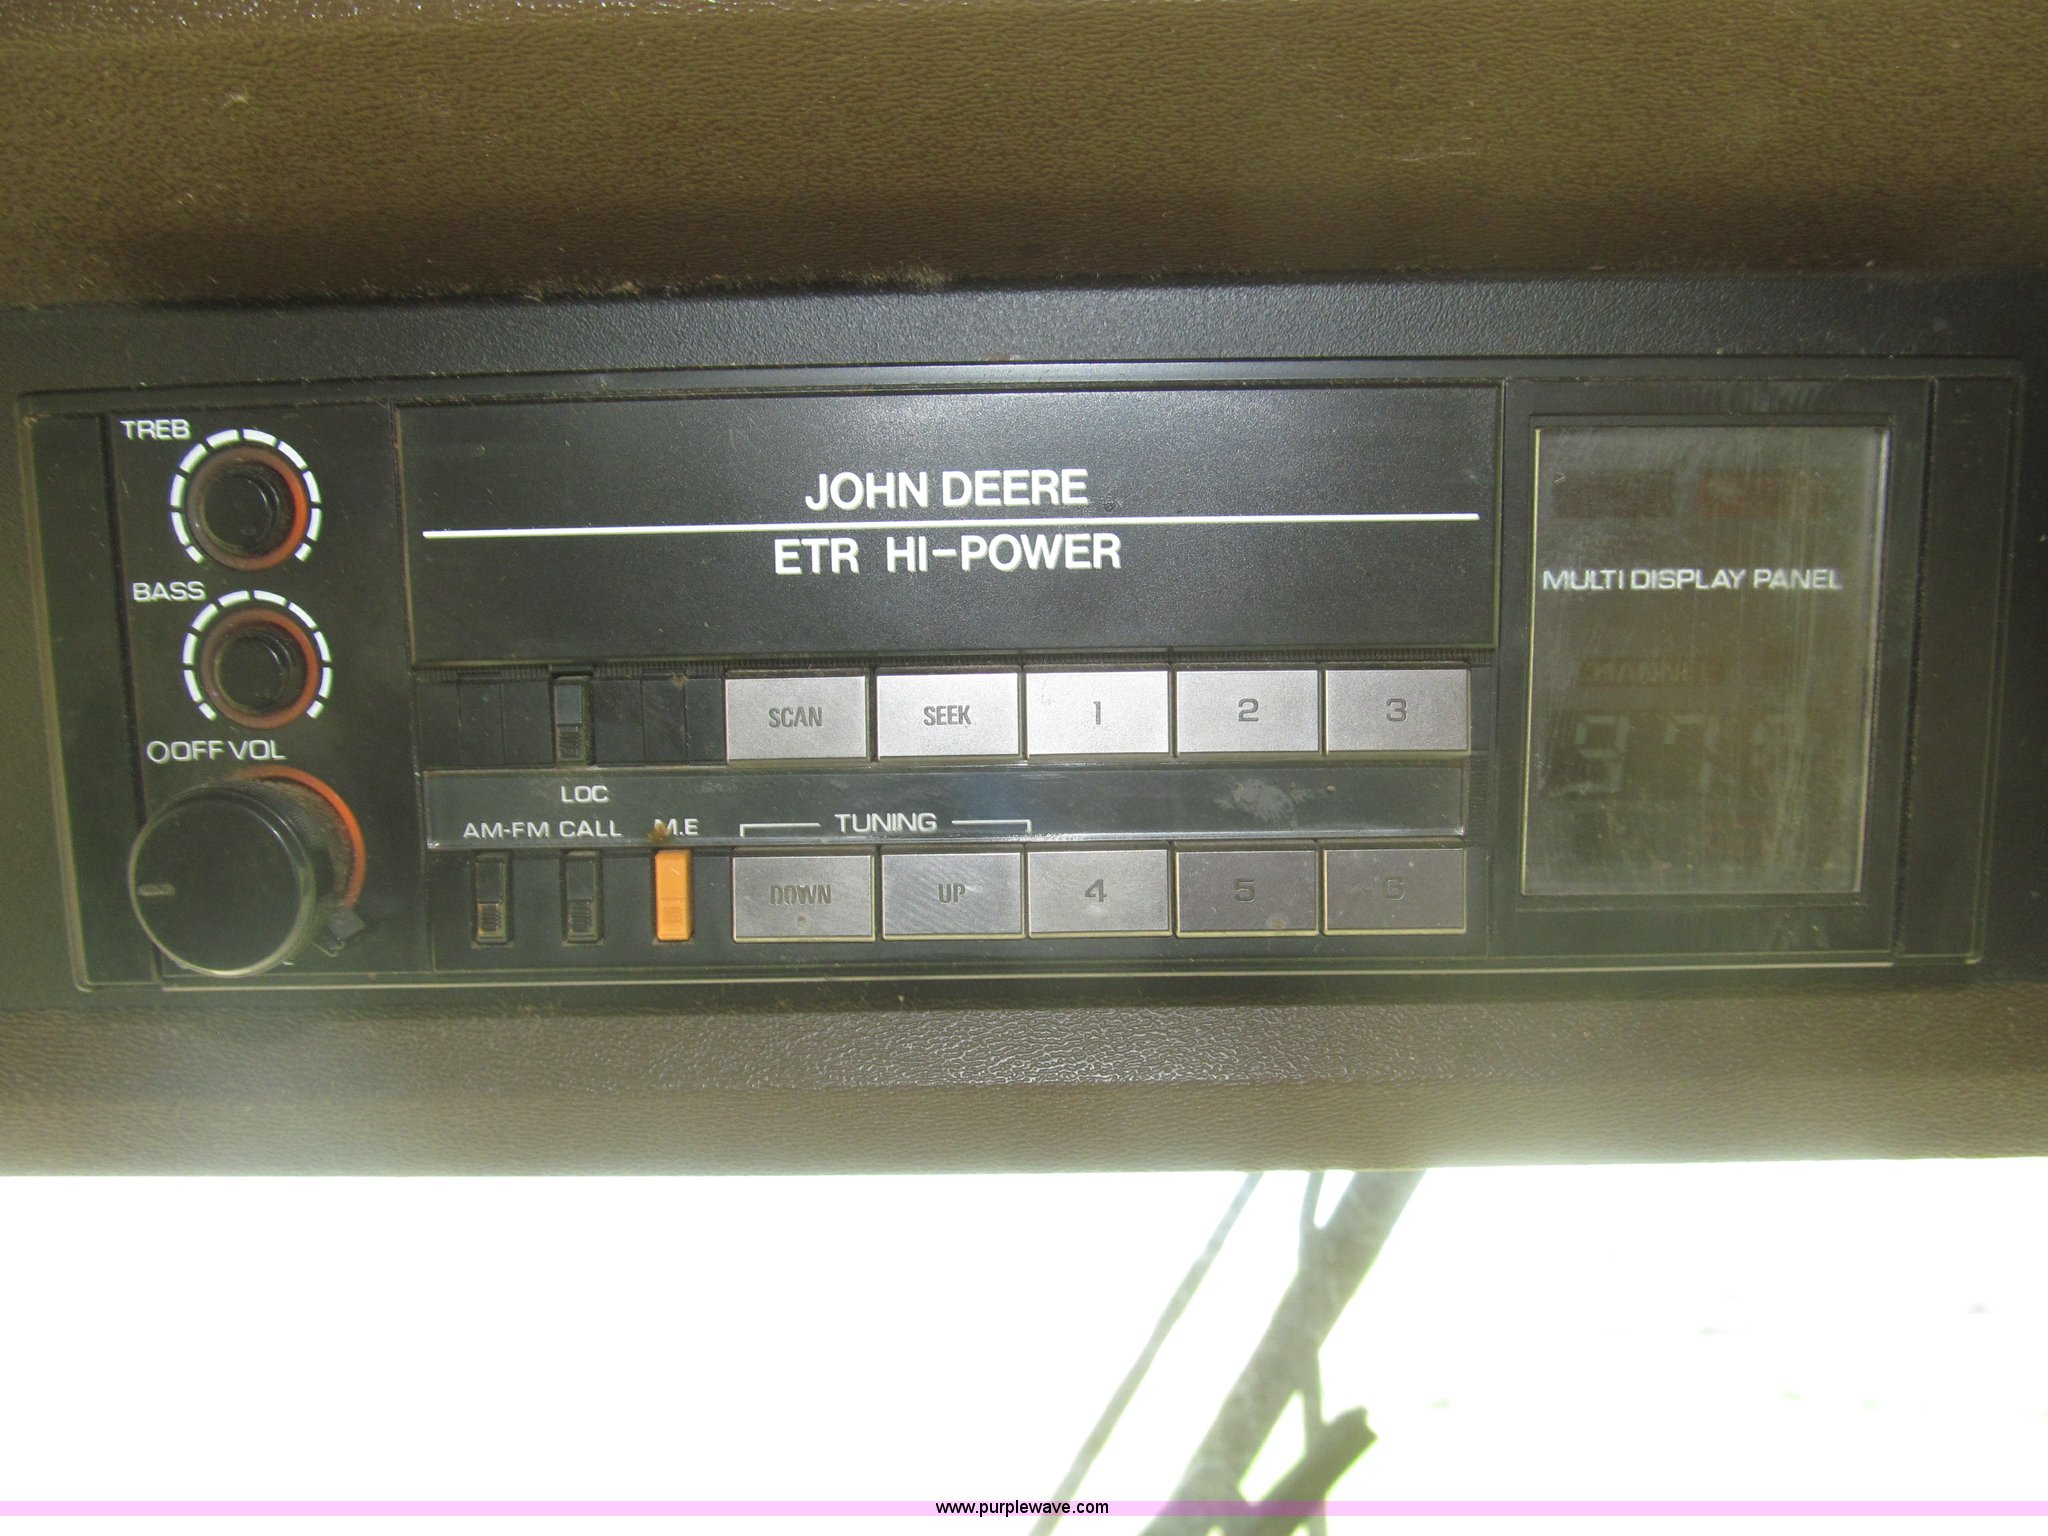 TREB
JOHN DEERE
ETR HI-POWER
MULTI DISPLAY PANEL
BASS
OFF VOL
SCAN SEEK 1 2 3
LOC
AM-FM CALL M.E TUNING
DOWN UP 4 5 6
www.purplewave.com